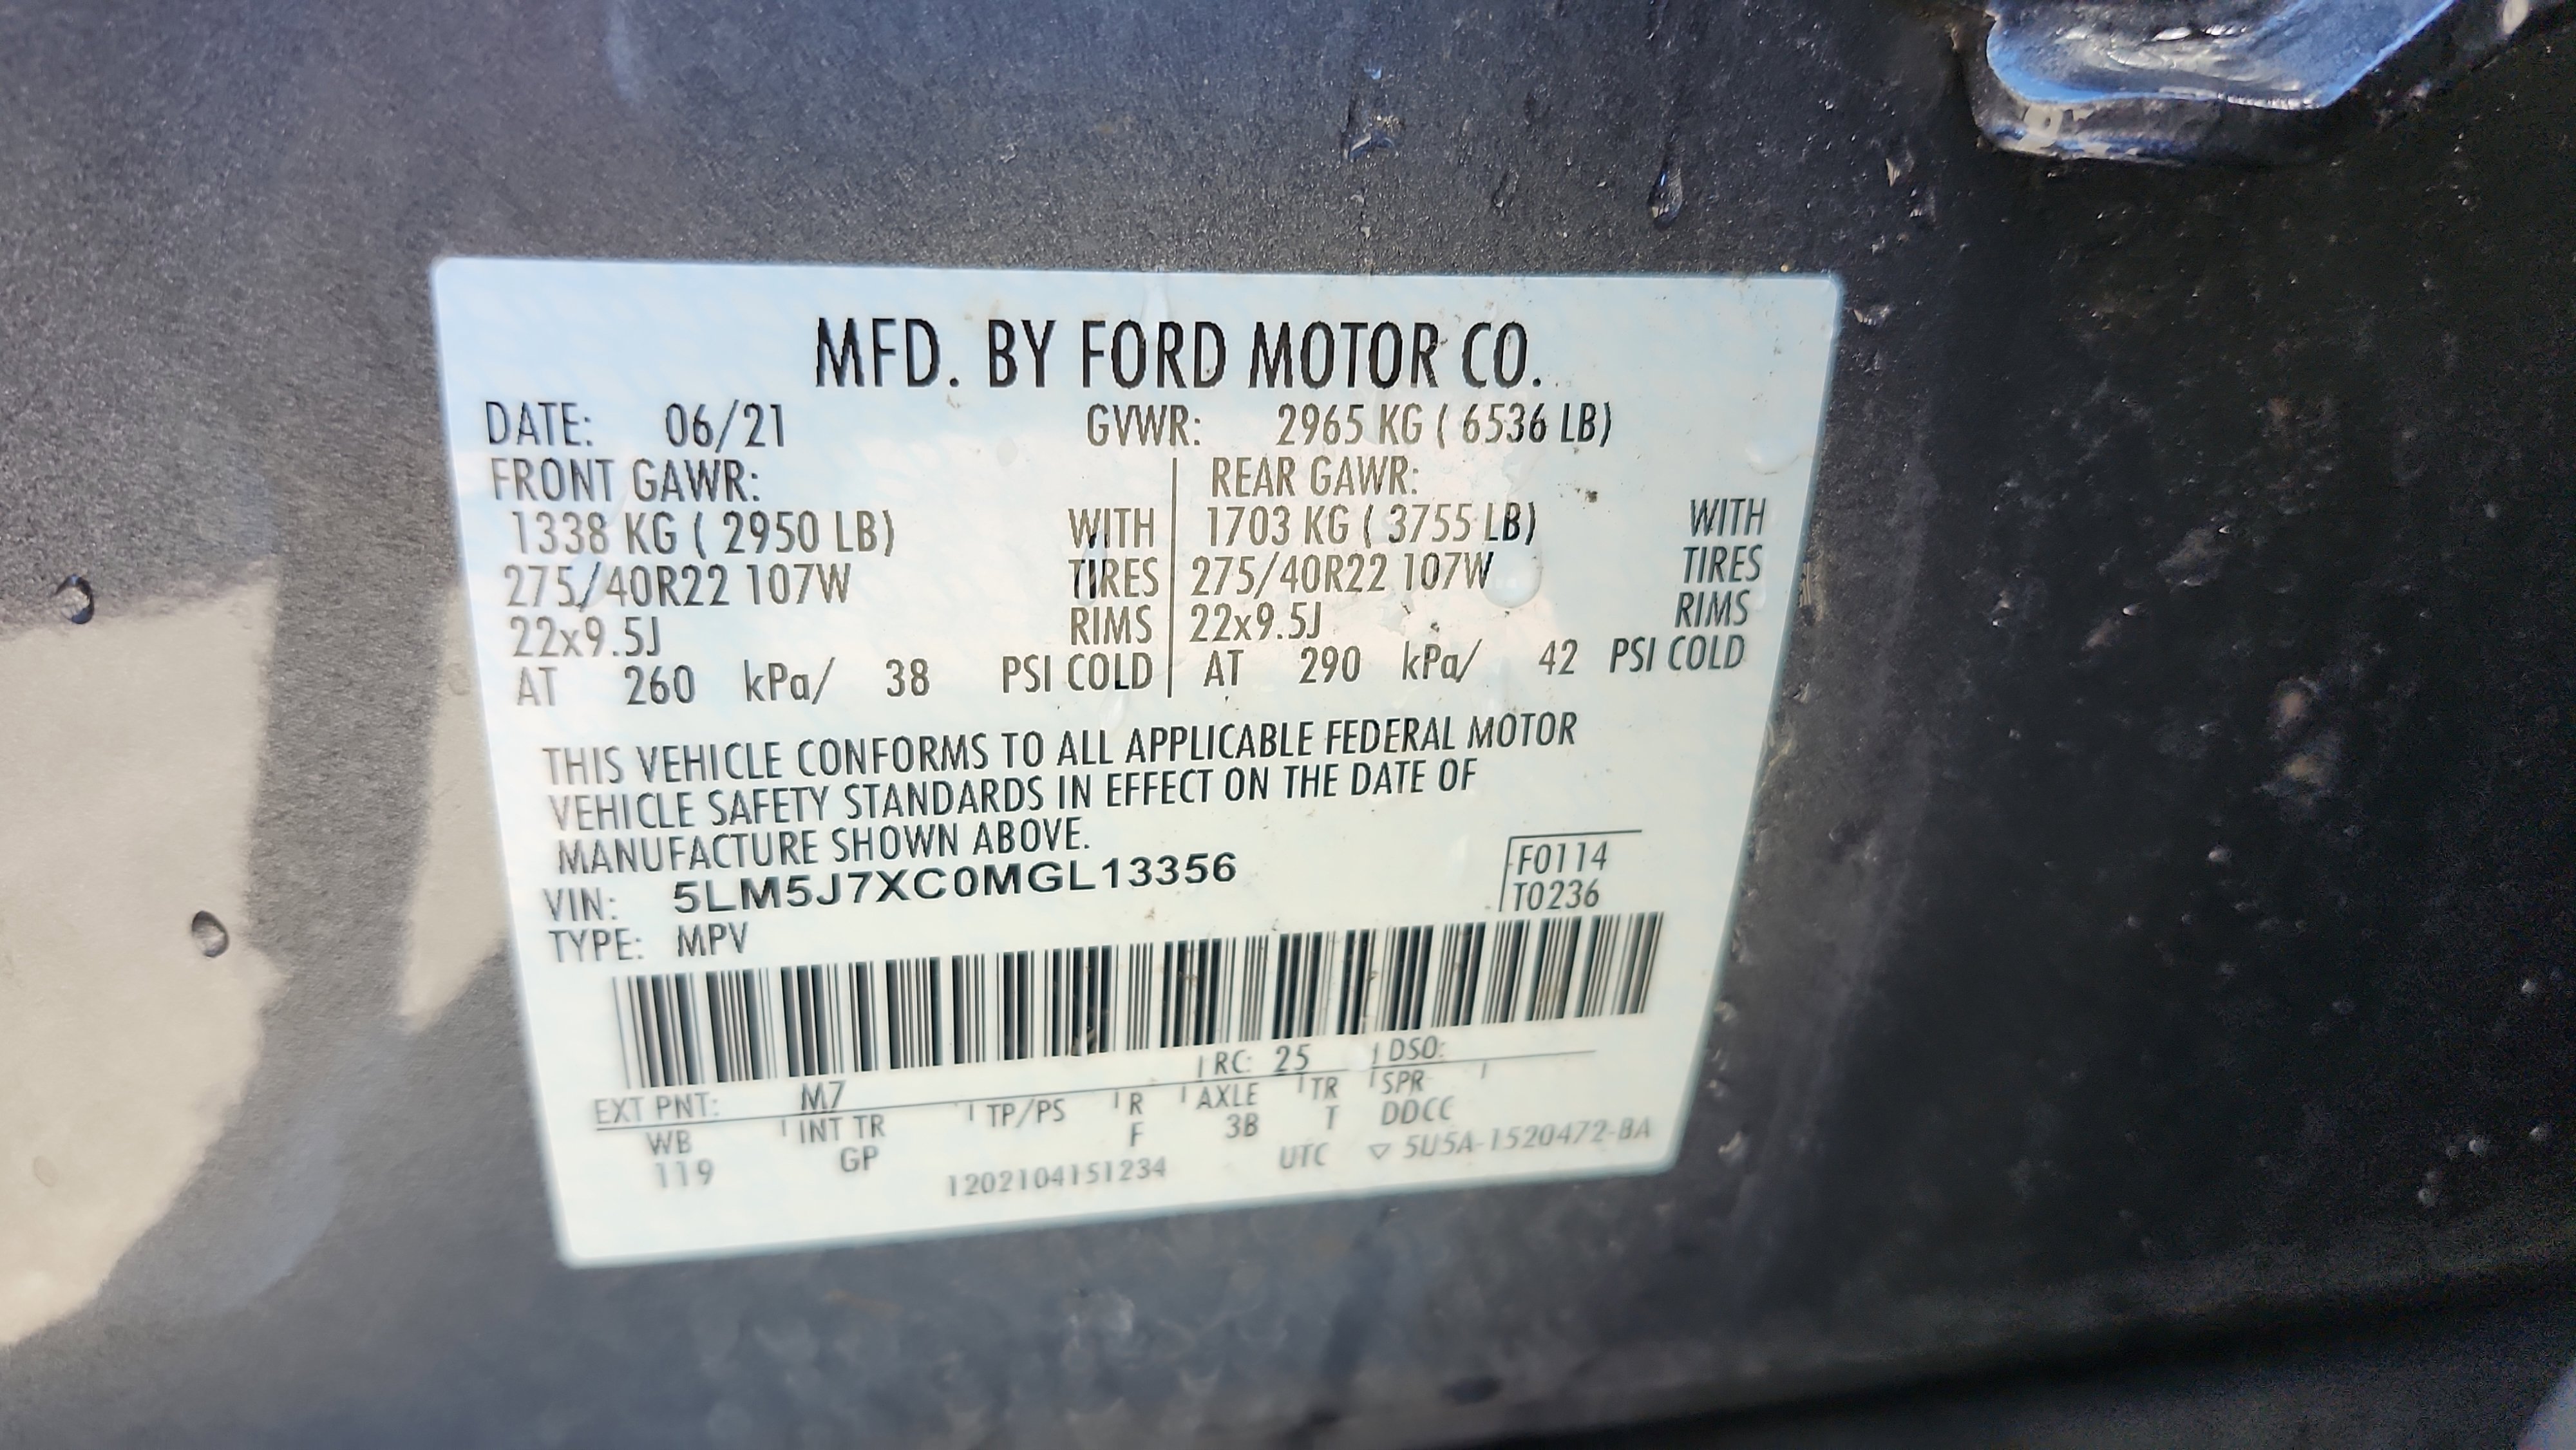 MFD. BY FORD MOTOR CO.
DATE: 06/21 GVWR: 2965 KG ( 6536 LB)
FRONT GAWR: REAR GAWR:
1338 KG ( 2950 LB) WITH 1703 KG ( 3755 LB) WITH
275/40R22 107W TIRES 275/40R22 107W TIRES
22x9.5J RIMS 22x9.5J RIMS
AT 260 kPa/ 38 PSI COLD AT 290 kPa/ 42 PSI COLD
THIS VEHICLE CONFORMS TO ALL APPLICABLE FEDERAL MOTOR
VEHICLE SAFETY STANDARDS IN EFFECT ON THE DATE OF
MANUFACTURE SHOWN ABOVE.
VIN: 5LM5J7XC0MGL13356 F0114
TYPE: MPV T0236
EXT PNT: M7 RC: 25 DSO:
WB INT TR TP/PS R AXLE TR SPR
119 GP F 3B T DDCC
1202104151234 UTC ▽ 5U5A-1520472-BA